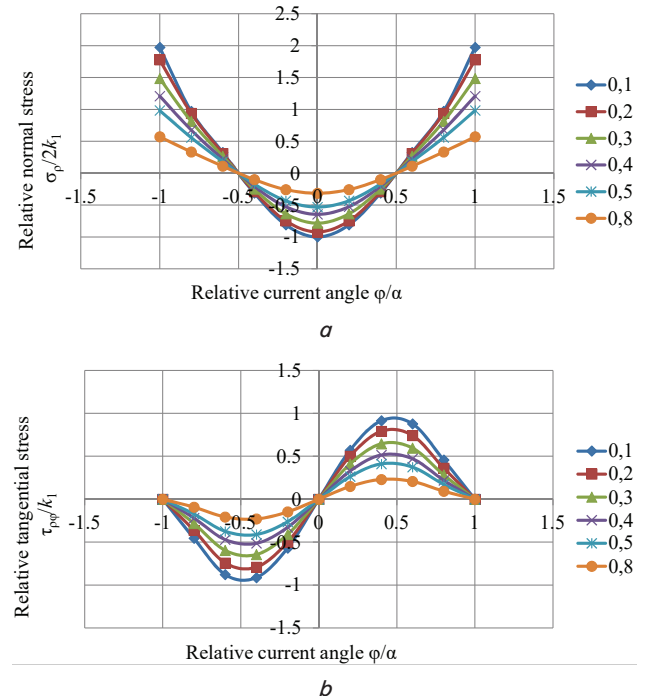 Relative normal stress
σρ/2k₁
2.5
2
1.5
1
0.5
0
-0.5
-1
-1.5
-1.5 -1 -0.5 0 0.5 1 1.5
Relative current angle φ/α
0,1
0,2
0,3
0,4
0,5
0,8
a
Relative tangential stress
τρφ/k₁
1.5
1
0.5
0
-0.5
-1
-1.5
-1.5 -1 -0.5 0 0.5 1 1.5
Relative current angle φ/α
0,1
0,2
0,3
0,4
0,5
0,8
b